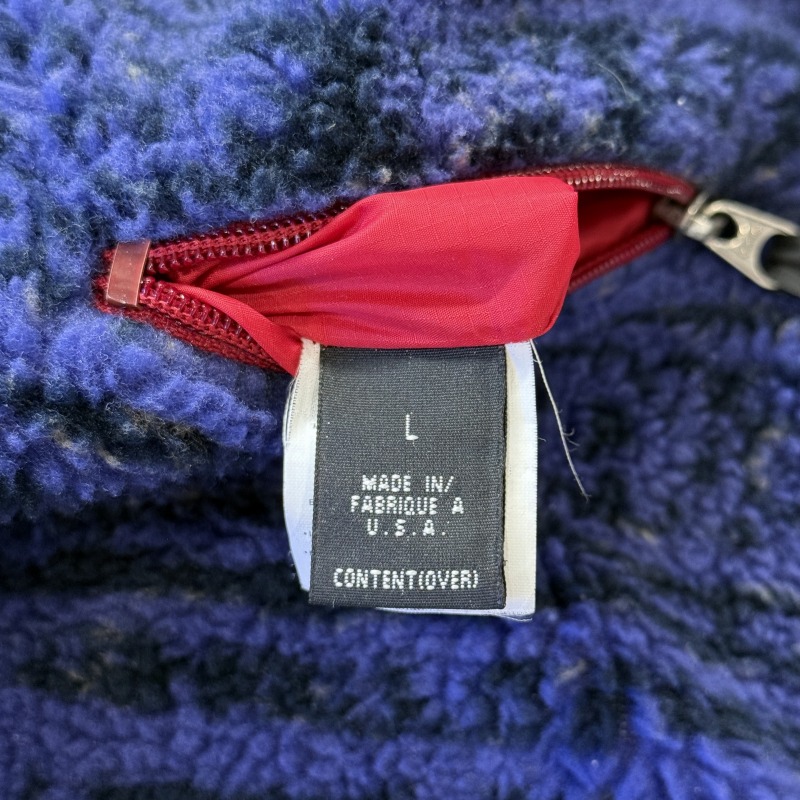 L
MADE IN/
FABRIQUE A
U.S.A.
CONTENT(OVER)